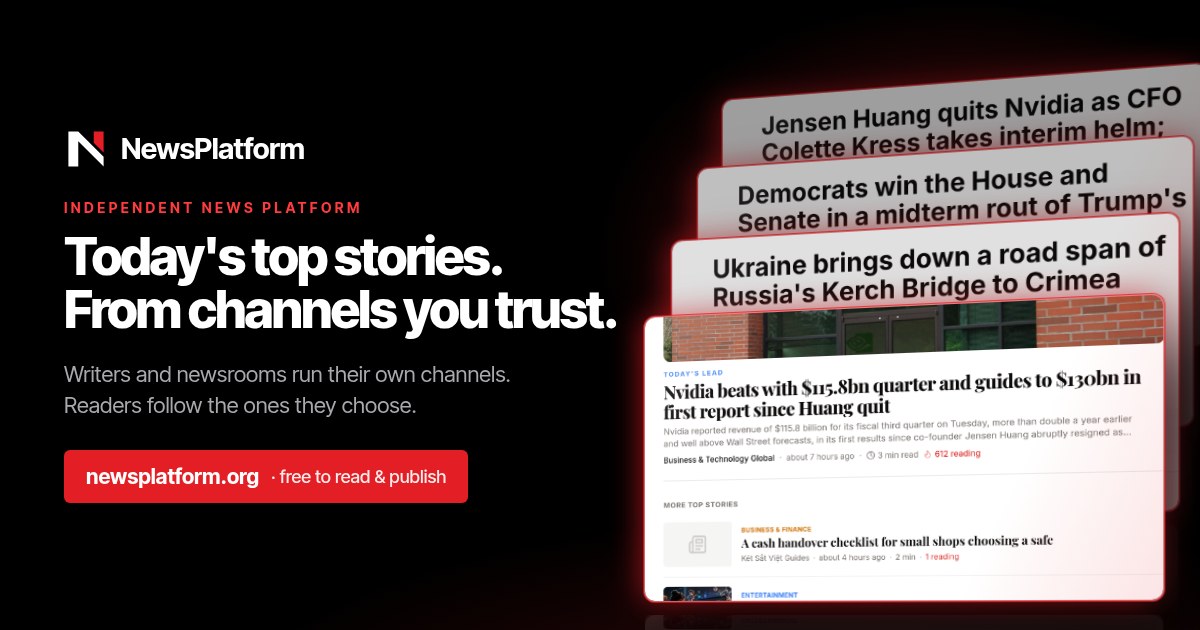 NewsPlatform
INDEPENDENT NEWS PLATFORM
Today's top stories.
From channels you trust.
Writers and newsrooms run their own channels.
Readers follow the ones they choose.
newsplatform.org · free to read & publish
Jensen Huang quits Nvidia as CFO
Colette Kress takes interim helm;
Democrats win the House and
Senate in a midterm rout of Trump's
Ukraine brings down a road span of
Russia's Kerch Bridge to Crimea
TODAY'S LEAD
Nvidia beats with $115.8bn quarter and guides to $130bn in
first report since Huang quit
Nvidia reported revenue of $115.8 billion for its fiscal third quarter on Tuesday, more than double a year earlier
and well above Wall Street forecasts, in its first results since co-founder Jensen Huang abruptly resigned as...
Business & Technology Global · about 7 hours ago · 3 min read 612 reading
MORE TOP STORIES
BUSINESS & FINANCE
A cash handover checklist for small shops choosing a safe
Két Sắt Việt Guides · about 4 hours ago · 2 min · 1 reading
ENTERTAINMENT